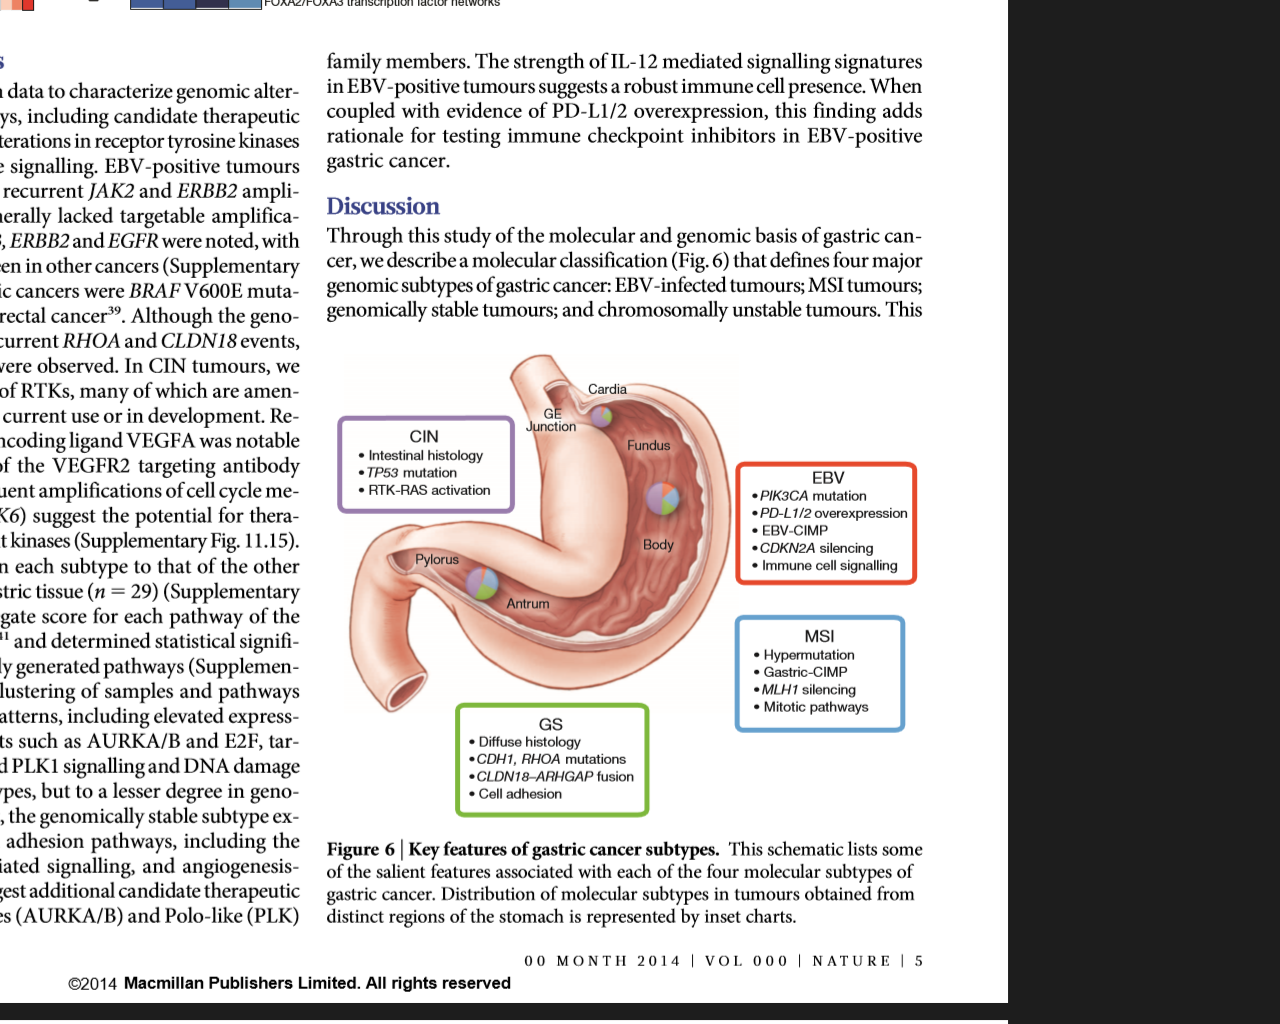 FOXA2/FOXA3 transcription factor networks
s
n data to characterize genomic alter-
ys, including candidate therapeutic
terations in receptor tyrosine kinases
e signalling. EBV-positive tumours
recurrent JAK2 and ERBB2 ampli-
nerally lacked targetable amplifica-
3, ERBB2 and EGFR were noted, with
een in other cancers (Supplementary
ic cancers were BRAF V600E muta-
rectal cancer³⁹. Although the geno-
current RHOA and CLDN18 events,
were observed. In CIN tumours, we
of RTKs, many of which are amen-
current use or in development. Re-
ncoding ligand VEGFA was notable
of the VEGFR2 targeting antibody
uent amplifications of cell cycle me-
K6) suggest the potential for thera-
t kinases (Supplementary Fig. 11.15).
n each subtype to that of the other
stric tissue (n = 29) (Supplementary
gate score for each pathway of the
⁴¹ and determined statistical signifi-
ly generated pathways (Supplemen-
lustering of samples and pathways
atterns, including elevated express-
ts such as AURKA/B and E2F, tar-
d PLK1 signalling and DNA damage
ypes, but to a lesser degree in geno-
, the genomically stable subtype ex-
adhesion pathways, including the
iated signalling, and angiogenesis-
gest additional candidate therapeutic
es (AURKA/B) and Polo-like (PLK)
family members. The strength of IL-12 mediated signalling signatures
in EBV-positive tumours suggests a robust immune cell presence. When
coupled with evidence of PD-L1/2 overexpression, this finding adds
rationale for testing immune checkpoint inhibitors in EBV-positive
gastric cancer.
Discussion
Through this study of the molecular and genomic basis of gastric can-
cer, we describe a molecular classification (Fig. 6) that defines four major
genomic subtypes of gastric cancer: EBV-infected tumours; MSI tumours;
genomically stable tumours; and chromosomally unstable tumours. This
Cardia
GE
Junction
Fundus
Body
Pylorus
Antrum
CIN
• Intestinal histology
• TP53 mutation
• RTK-RAS activation
EBV
• PIK3CA mutation
• PD-L1/2 overexpression
• EBV-CIMP
• CDKN2A silencing
• Immune cell signalling
MSI
• Hypermutation
• Gastric-CIMP
• MLH1 silencing
• Mitotic pathways
GS
• Diffuse histology
• CDH1, RHOA mutations
• CLDN18–ARHGAP fusion
• Cell adhesion
Figure 6 | Key features of gastric cancer subtypes. This schematic lists some
of the salient features associated with each of the four molecular subtypes of
gastric cancer. Distribution of molecular subtypes in tumours obtained from
distinct regions of the stomach is represented by inset charts.
00 MONTH 2014 | VOL 000 | NATURE | 5
©2014 Macmillan Publishers Limited. All rights reserved